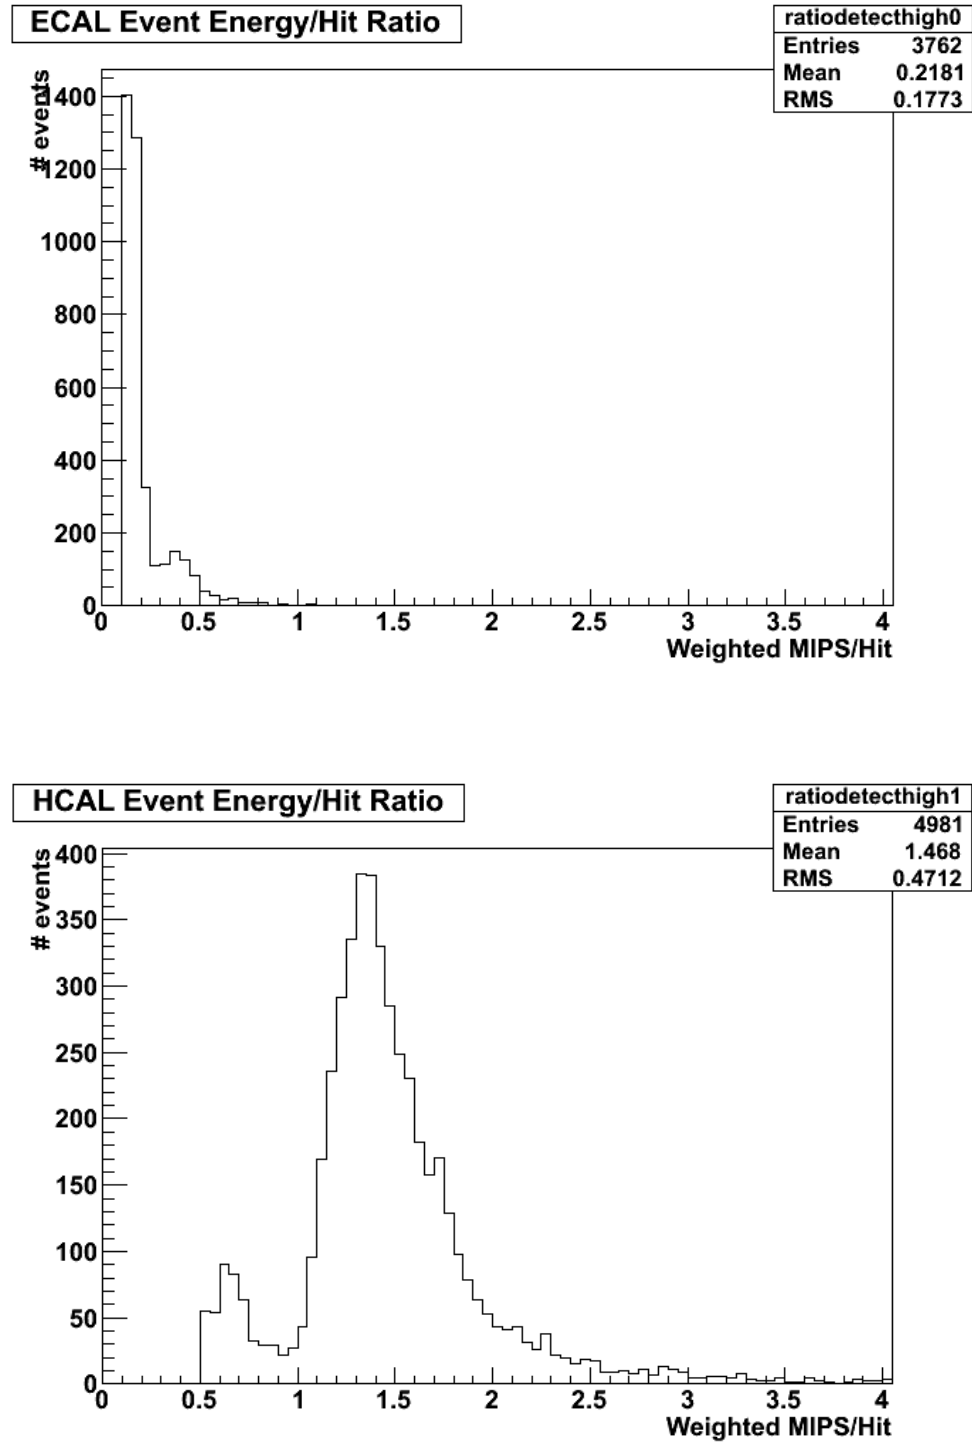 ECAL Event Energy/Hit Ratio
ratiodetecthigh0
Entries 3762
Mean 0.2181
RMS 0.1773
# events
1400
1200
1000
800
600
400
200
0
0 0.5 1 1.5 2 2.5 3 3.5 4
Weighted MIPS/Hit
HCAL Event Energy/Hit Ratio
ratiodetecthigh1
Entries 4981
Mean 1.468
RMS 0.4712
# events
400
350
300
250
200
150
100
50
0
0 0.5 1 1.5 2 2.5 3 3.5 4
Weighted MIPS/Hit